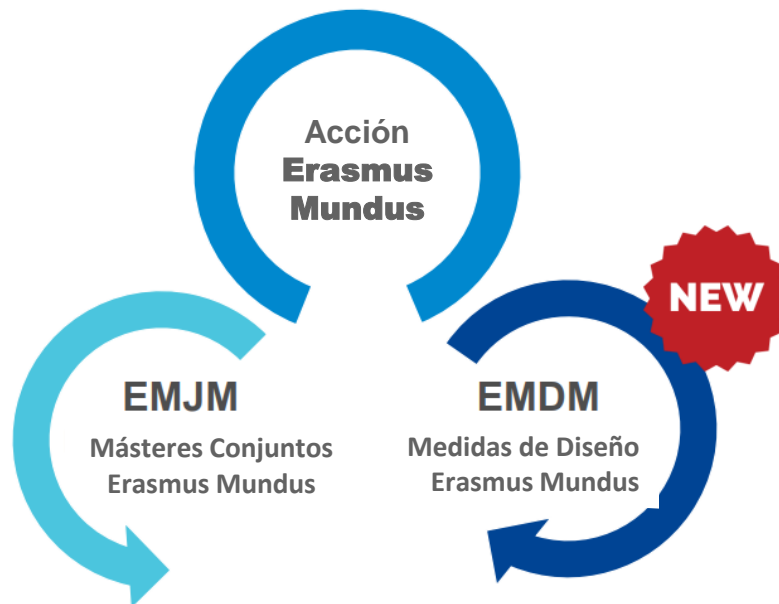 Acción
Erasmus
Mundus
NEW
EMJM
Másteres Conjuntos
Erasmus Mundus
EMDM
Medidas de Diseño
Erasmus Mundus